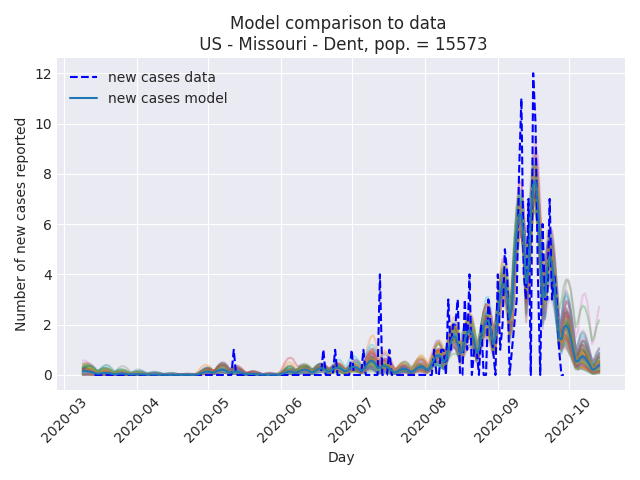 Model comparison to data
US - Missouri - Dent, pop. = 15573
new cases data
new cases model
Number of new cases reported
12
10
8
6
4
2
0
2020-03
2020-04
2020-05
2020-06
2020-07
2020-08
2020-09
2020-10
Day